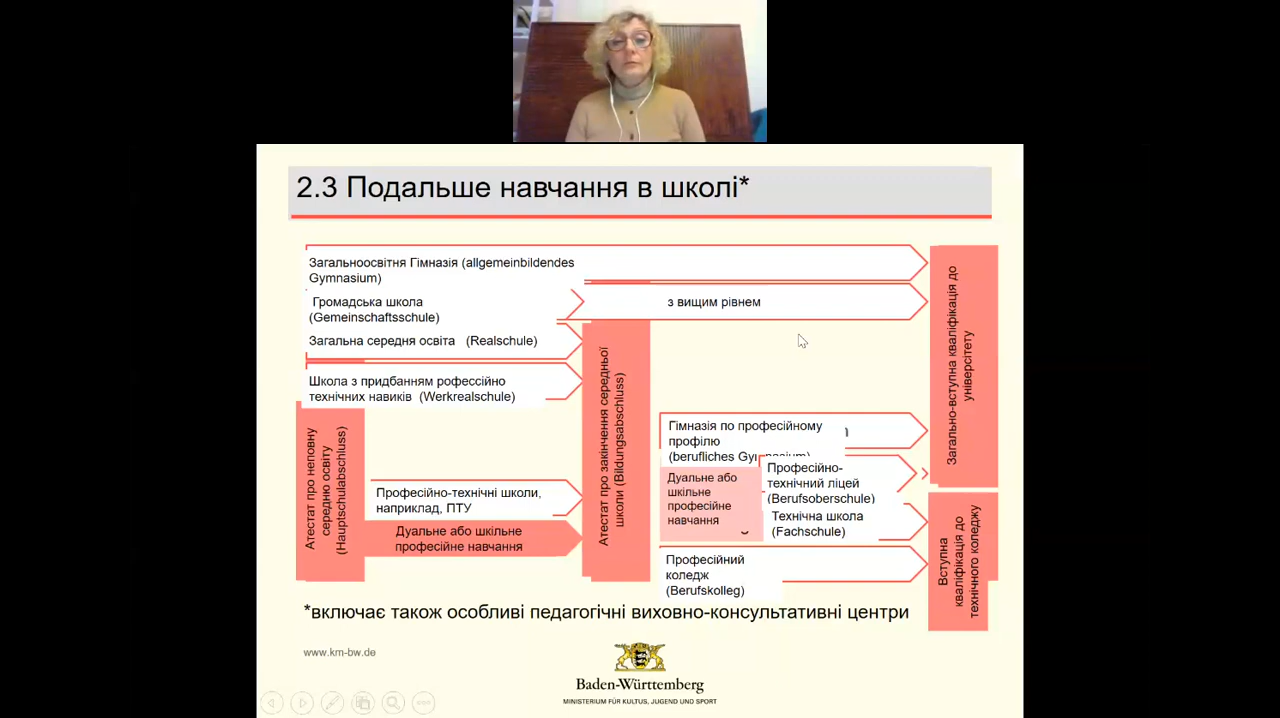 2.3 Подальше навчання в школі*
Загальноосвітня Гімназія (allgemeinbildendes
Gymnasium)
Громадська школа
(Gemeinschaftsschule)
з вищим рівнем
Загальна середня освіта (Realschule)
Школа з придбанням рофессійно
технічних навиків (Werkrealschule)
Атестат про неповну
середню освіту
(Hauptschulabschluss)
Професійно-технічні школи,
наприклад, ПТУ
Дуальне або шкільне
професійне навчання
Атестат про закінчення середньої
школи (Bildungsabschluss)
Гімназія по професійному
профілю
(berufliches Gymnasium)
Дуальне або
шкільне
професійне
навчання
Професійно-
технічний ліцей
(Berufsoberschule)
Технічна школа
(Fachschule)
Професійний
коледж
(Berufskolleg)
Загально-вступна кваліфікація до
університету
Вступна
кваліфікація до
технічного коледжу
*включає також особливі педагогічні виховно-консультативні центри
www.km-bw.de
Baden-Württemberg
MINISTERIUM FÜR KULTUS, JUGEND UND SPORT